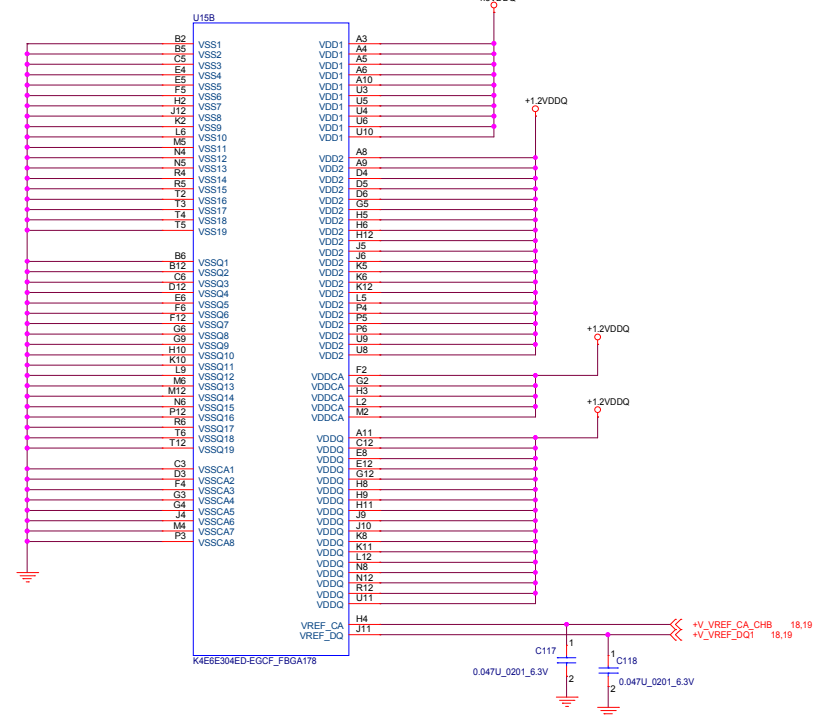 U15B
B2 VSS1
B5 VSS2
C5 VSS3
E4 VSS4
E5 VSS5
F5 VSS6
H2 VSS7
J12 VSS8
K2 VSS9
L6 VSS10
M5 VSS11
N4 VSS12
N5 VSS13
R4 VSS14
R5 VSS15
T2 VSS16
T3 VSS17
T4 VSS18
T5 VSS19
B6 VSSQ1
B12 VSSQ2
C6 VSSQ3
D12 VSSQ4
E6 VSSQ5
F6 VSSQ6
F12 VSSQ7
G6 VSSQ8
G9 VSSQ9
H10 VSSQ10
K10 VSSQ11
L9 VSSQ12
M6 VSSQ13
M12 VSSQ14
N6 VSSQ15
P12 VSSQ16
R6 VSSQ17
T6 VSSQ18
T12 VSSQ19
C3 VSSCA1
D3 VSSCA2
F4 VSSCA3
G3 VSSCA4
G4 VSSCA5
J4 VSSCA6
M4 VSSCA7
P3 VSSCA8
VDD1 A3
VDD1 A4
VDD1 A5
VDD1 A6
VDD1 A10
VDD1 U3
VDD1 U5
VDD1 U4
VDD1 U6
VDD1 U10
+1.2VDDQ
VDD2 A8
VDD2 A9
VDD2 D4
VDD2 D5
VDD2 D6
VDD2 G5
VDD2 H5
VDD2 H6
VDD2 H12
VDD2 J5
VDD2 J6
VDD2 K5
VDD2 K6
VDD2 K12
VDD2 L5
VDD2 P4
VDD2 P5
VDD2 P6
VDD2 U9
VDD2 U8
+1.2VDDQ
VDDCA F2
VDDCA G2
VDDCA H3
VDDCA L2
VDDCA M2
+1.2VDDQ
VDDQ A11
VDDQ C12
VDDQ E8
VDDQ E12
VDDQ G12
VDDQ H8
VDDQ H9
VDDQ H11
VDDQ J9
VDDQ J10
VDDQ K8
VDDQ K11
VDDQ L12
VDDQ N8
VDDQ N12
VDDQ R12
VDDQ U11
VREF_CA H4 +V_VREF_CA_CHB 18,19
VREF_DQ J11 +V_VREF_DQ1 18,19
K4E6E304ED-EGCF_FBGA178
C117
1
2
0.047U_0201_6.3V
C118
1
2
0.047U_0201_6.3V